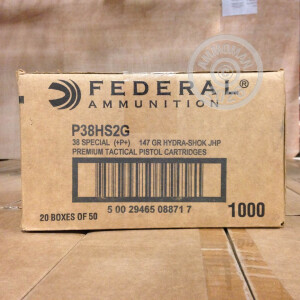 FEDERAL®
AMMUNITION
P38HS2G
38 SPECIAL (+P+) 147 GR HYDRA-SHOK JHP
PREMIUM TACTICAL PISTOL CARTRIDGES
20 BOXES OF 50
5 00 29465 08871 7
1000